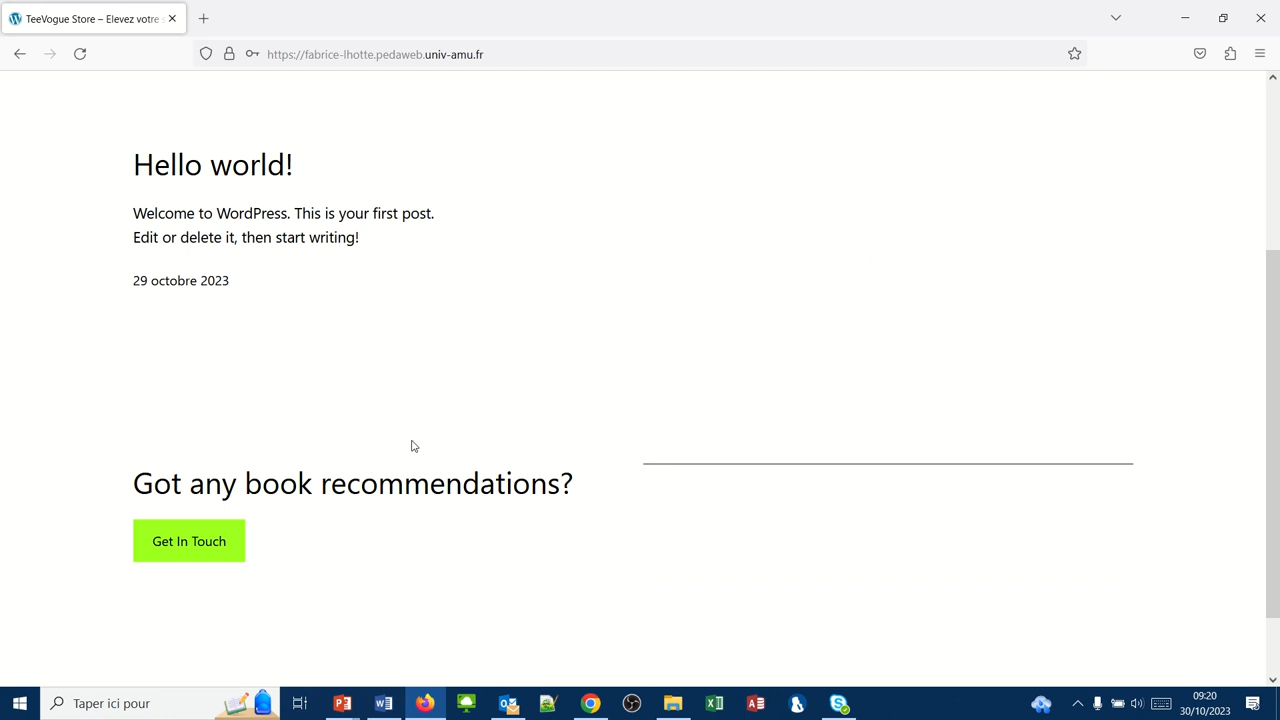 TeeVogue Store – Elevez votre s
https://fabrice-lhotte.pedaweb.univ-amu.fr
Hello world!
Welcome to WordPress. This is your first post.
Edit or delete it, then start writing!
29 octobre 2023
Got any book recommendations?
Get In Touch
Taper ici pour
09:20
30/10/2023